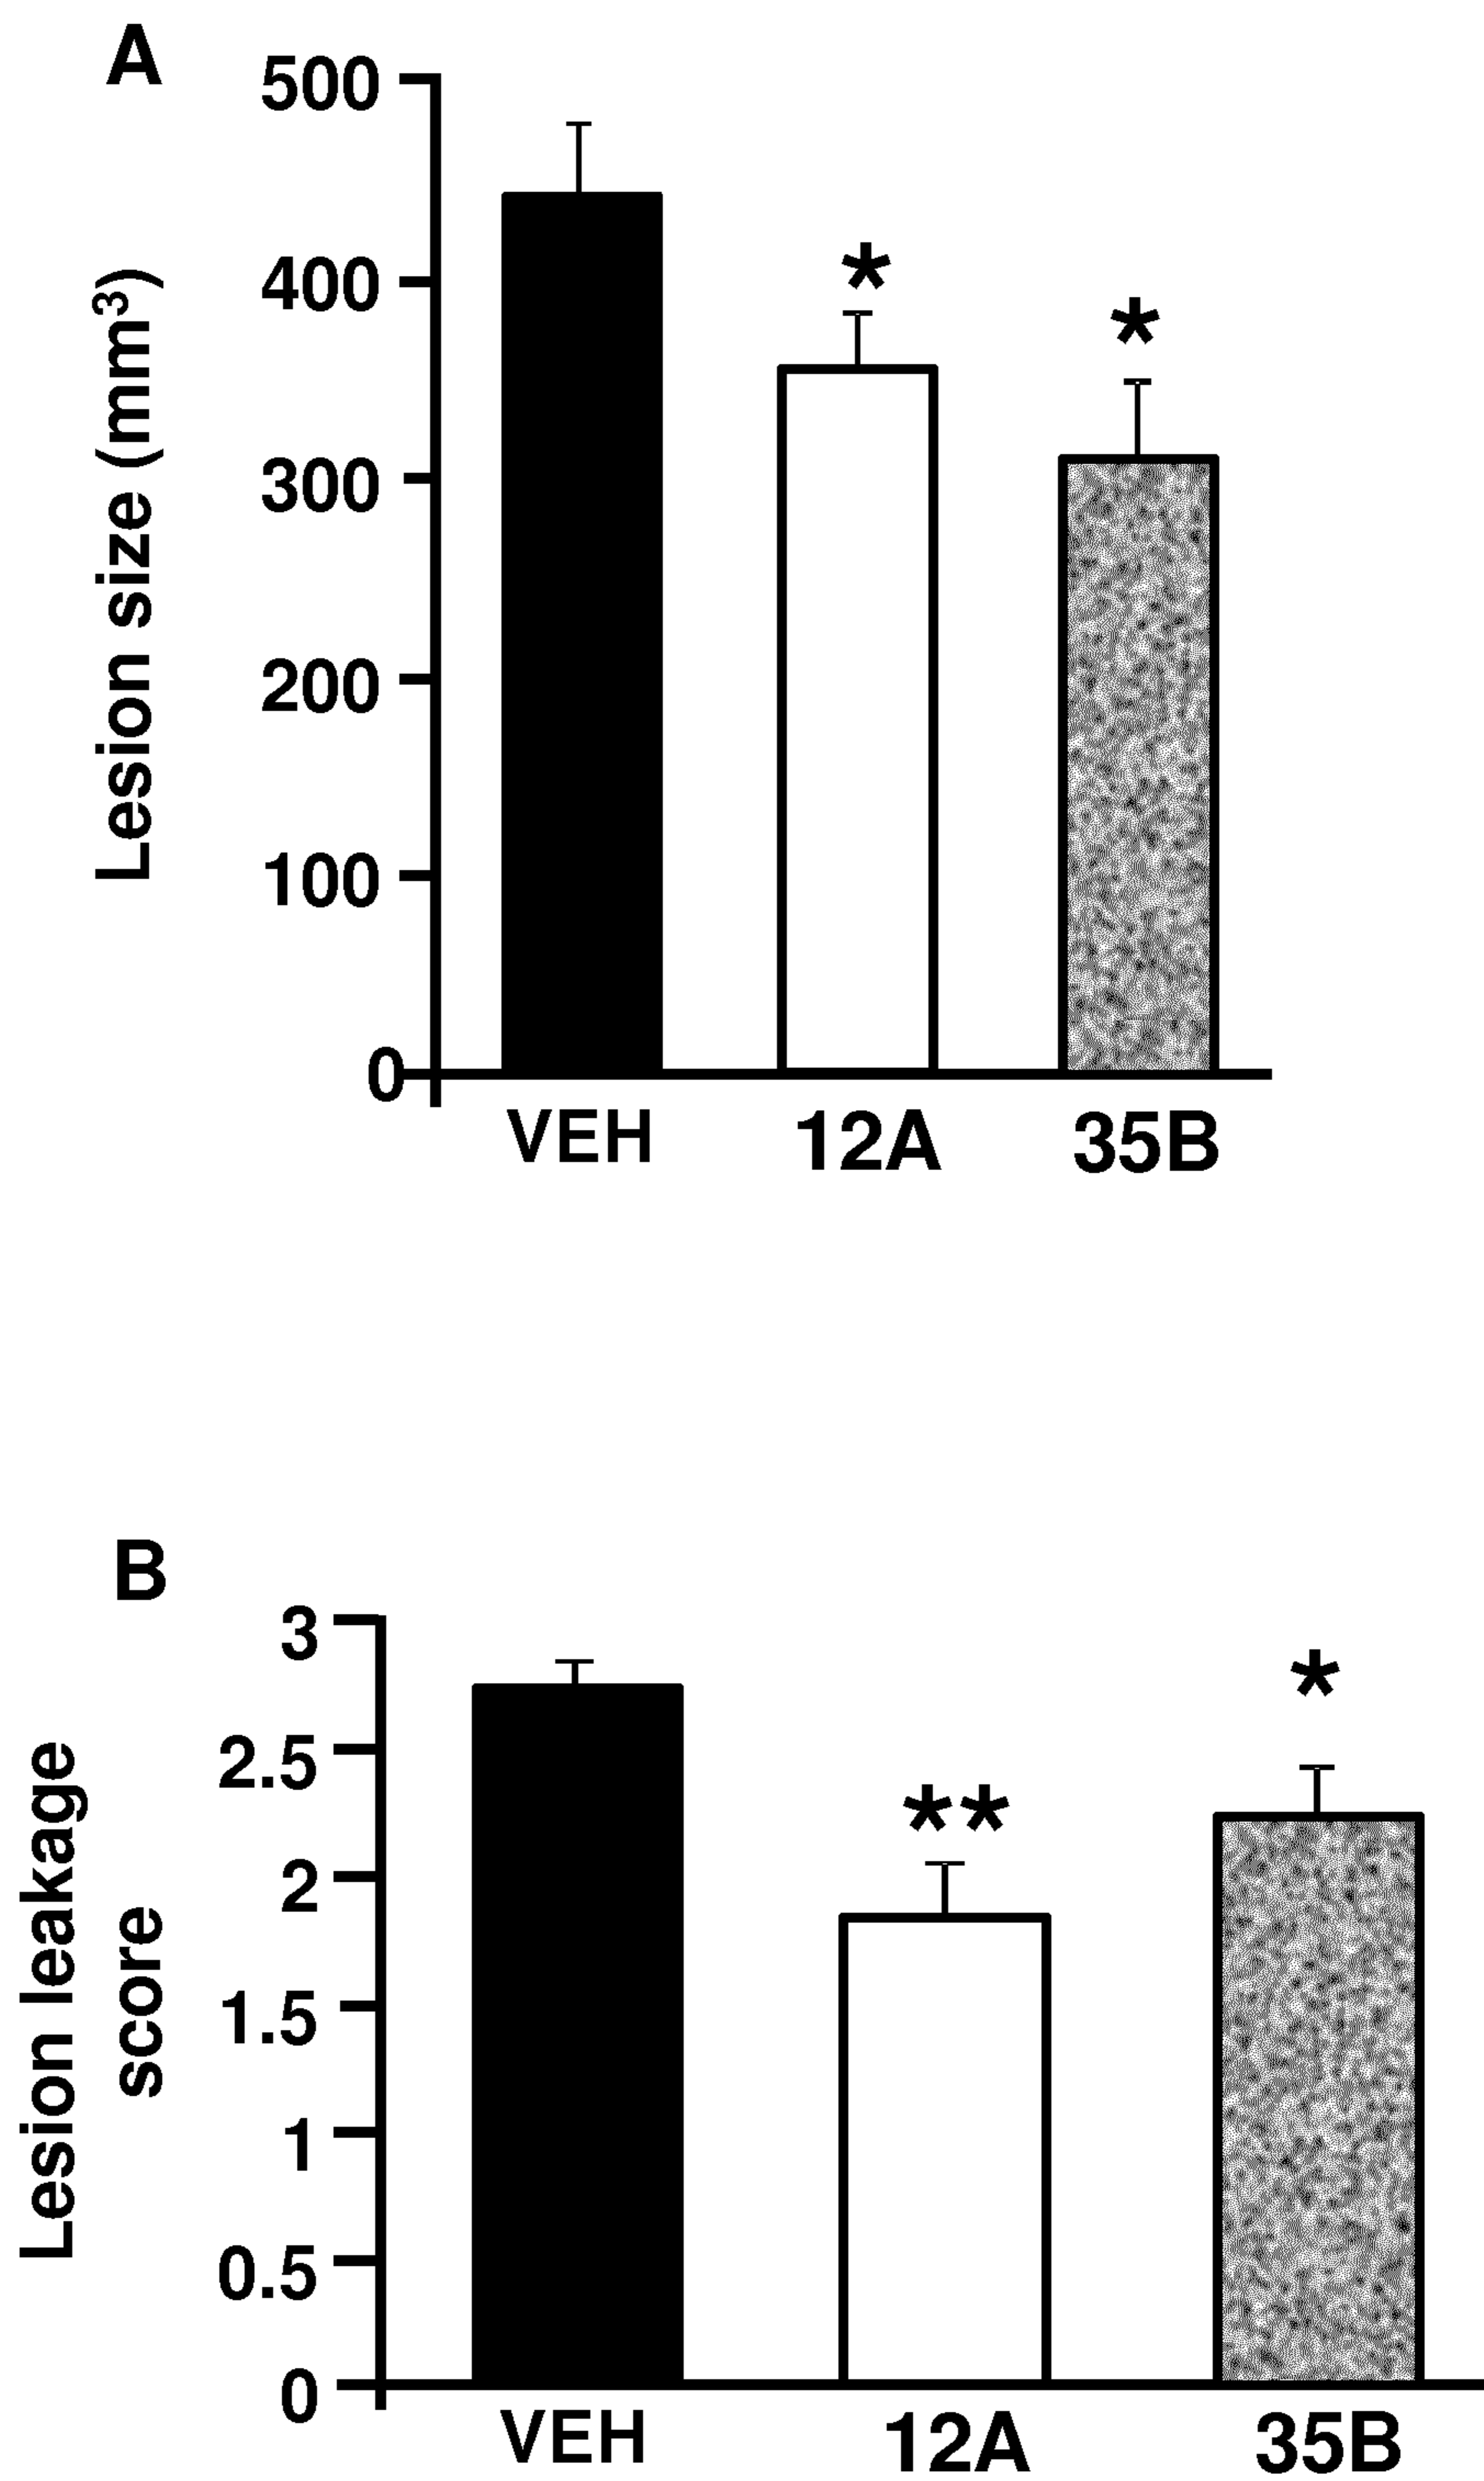 A
500
400
300
200
100
0
Lesion size (mm³)
*
*
VEH 12A 35B
B
3
2.5
2
1.5
1
0.5
0
Lesion leakage
score
**
*
VEH 12A 35B